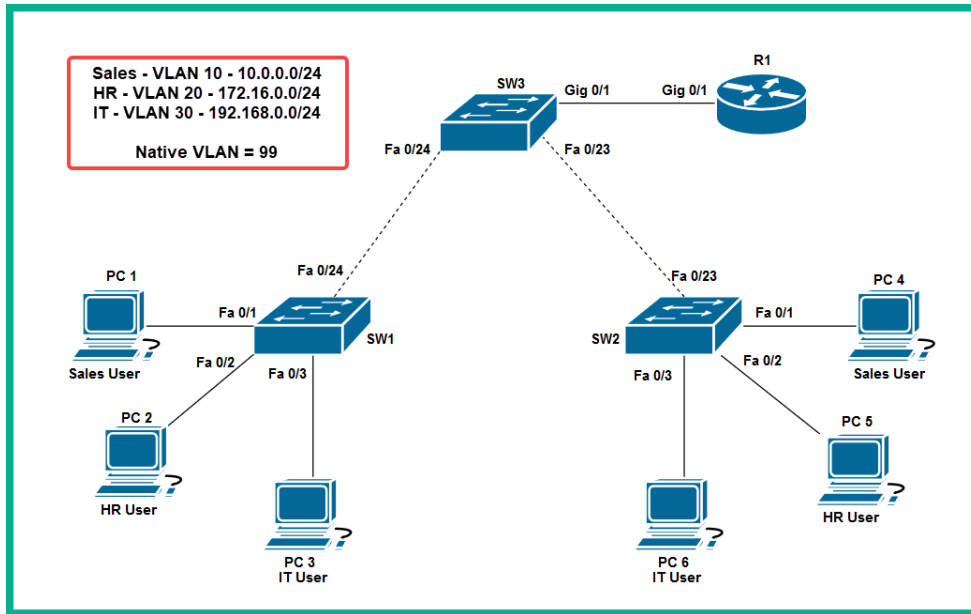 Sales - VLAN 10 - 10.0.0.0/24
HR - VLAN 20 - 172.16.0.0/24
IT - VLAN 30 - 192.168.0.0/24
Native VLAN = 99
R1
SW3
Gig 0/1
Gig 0/1
Fa 0/24
Fa 0/23
Fa 0/24
Fa 0/23
PC 1
Fa 0/1
Sales User
Fa 0/2
Fa 0/3
SW1
SW2
Fa 0/3
Fa 0/1
Fa 0/2
PC 4
Sales User
PC 2
HR User
PC 5
HR User
PC 3
IT User
PC 6
IT User